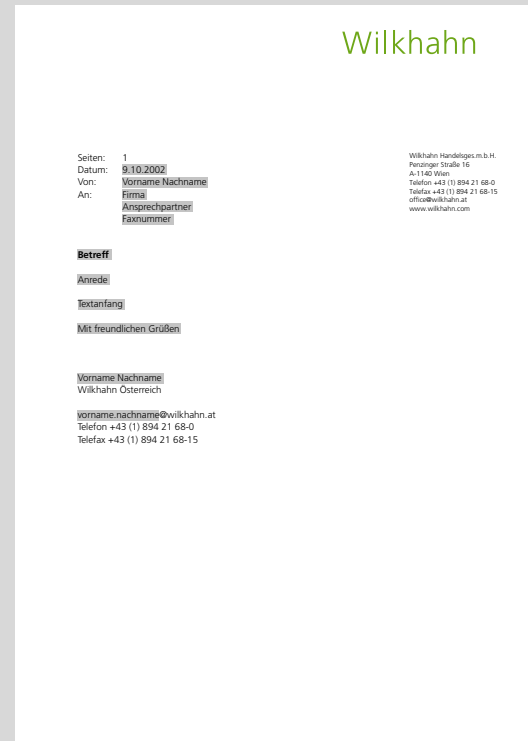 Wilkhahn
Seiten: 1
Datum: 9.10.2002
Von: Vorname Nachname
An: Firma
Ansprechpartner
Faxnummer
Wilkhahn Handelsges.m.b.H.
Penzinger Straße 16
A-1140 Wien
Telefon +43 (1) 894 21 68-0
Telefax +43 (1) 894 21 68-15
office@wilkhahn.at
www.wilkhahn.com
Betreff
Anrede
Textanfang
Mit freundlichen Grüßen
Vorname Nachname
Wilkhahn Österreich
vorname.nachname@wilkhahn.at
Telefon +43 (1) 894 21 68-0
Telefax +43 (1) 894 21 68-15